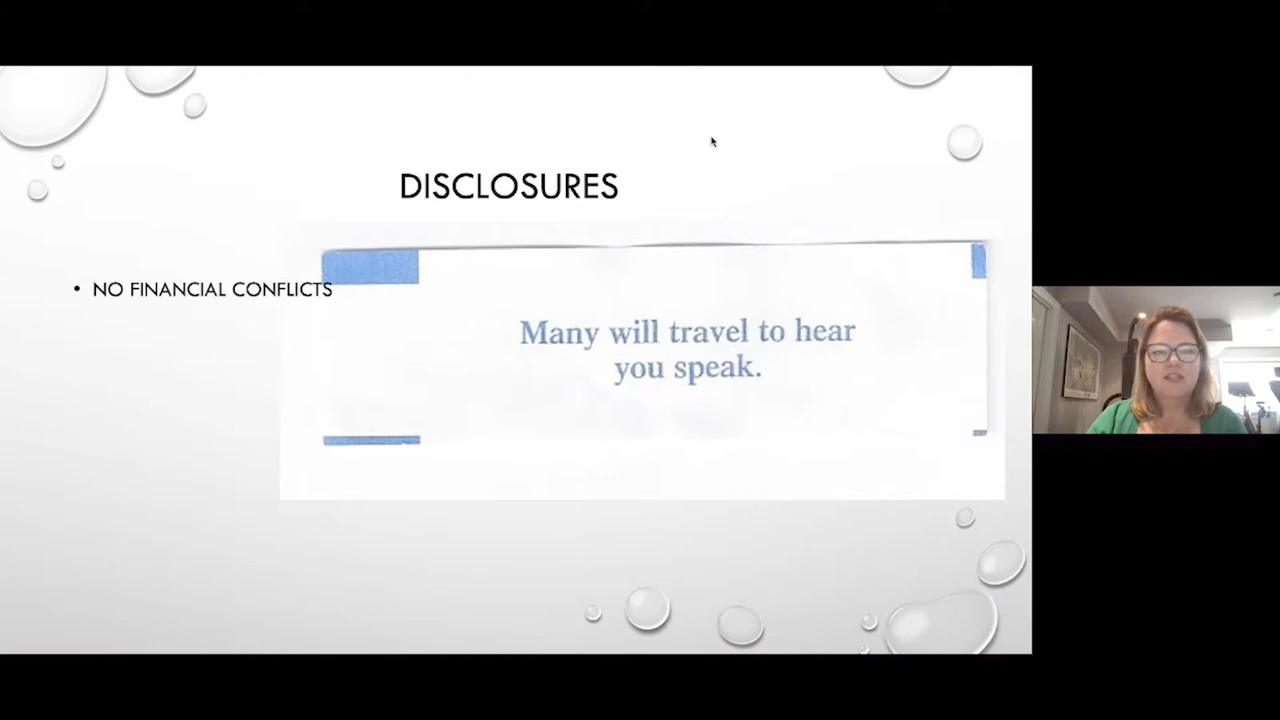 DISCLOSURES
• NO FINANCIAL CONFLICTS
Many will travel to hear
you speak.